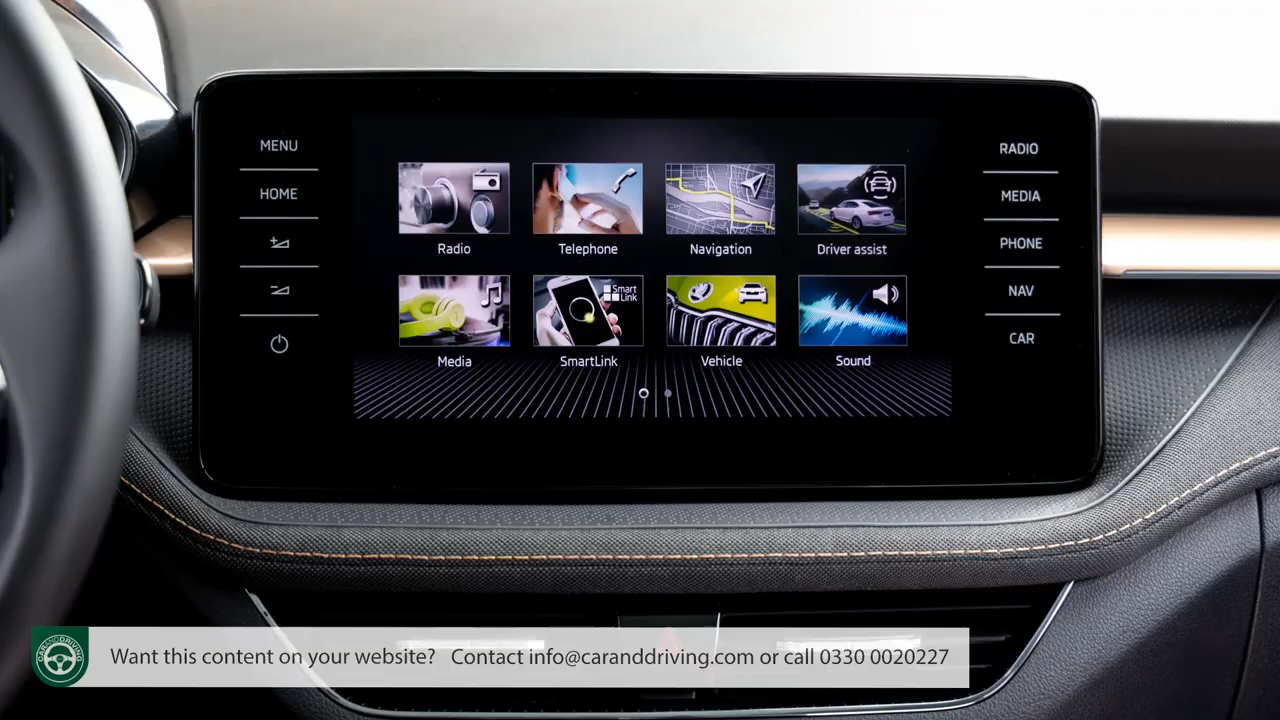 MENU
HOME
RADIO
MEDIA
PHONE
NAV
CAR
Radio
Telephone
Navigation
Driver assist
Smart
Link
Media
SmartLink
Vehicle
Sound
CARANDDRIVING
Want this content on your website? Contact info@caranddriving.com or call 0330 0020227